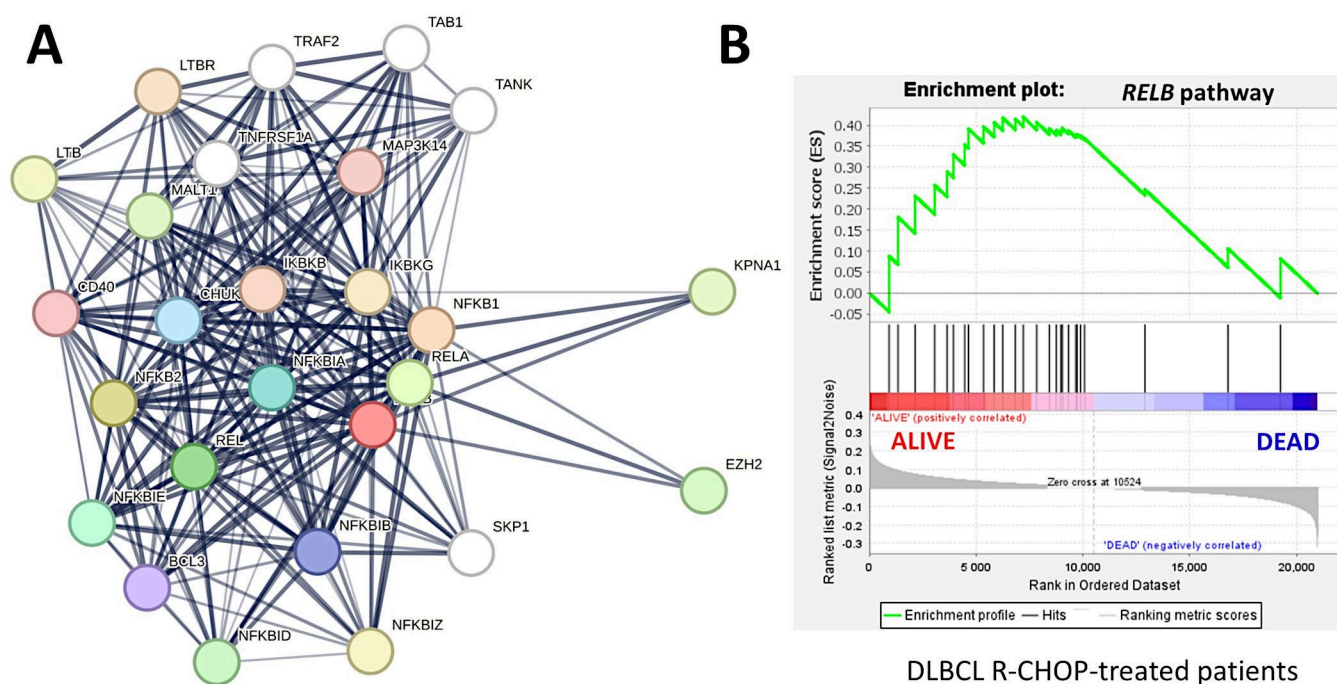 A
TAB1
TRAF2
LTBR
TANK
TNFRSF1A
MAP3K14
LTB
MALT1
IKBKB
IKBKG
KPNA1
CD40
CHUK
NFKB1
RELA
NFKBIA
NFKB2
B
REL
EZH2
NFKBIE
NFKBIB
SKP1
BCL3
NFKBID
NFKBIZ
B
Enrichment plot: RELB pathway
Enrichment score (ES)
0.40
0.35
0.30
0.25
0.20
0.15
0.10
0.05
0.00
-0.05
Ranked list metric (Signal2Noise)
0.4
0.3
0.2
0.1
0.0
-0.1
-0.2
-0.3
'ALIVE' (positively correlated)
ALIVE
DEAD
Zero cross at 10524
'DEAD' (negatively correlated)
0 5 000 10,000 15,000 20,000
Rank in Ordered Dataset
Enrichment profile Hits Ranking metric scores
DLBCL R-CHOP-treated patients